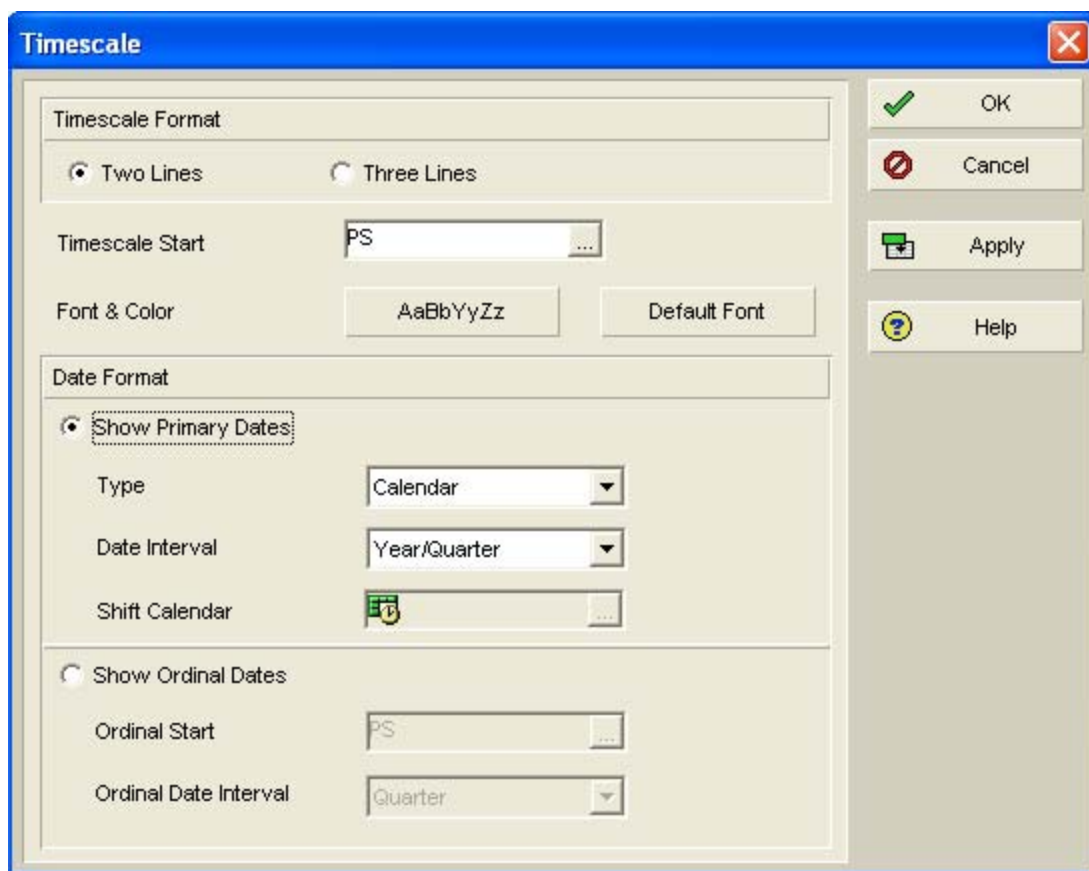 Timescale
Timescale Format
Two Lines
Three Lines
Timescale Start
PS
...
Font & Color
AaBbYyZz
Default Font
Date Format
Show Primary Dates
Type
Calendar
Date Interval
Year/Quarter
Shift Calendar
...
Show Ordinal Dates
Ordinal Start
PS
...
Ordinal Date Interval
Quarter
OK
Cancel
Apply
?
Help